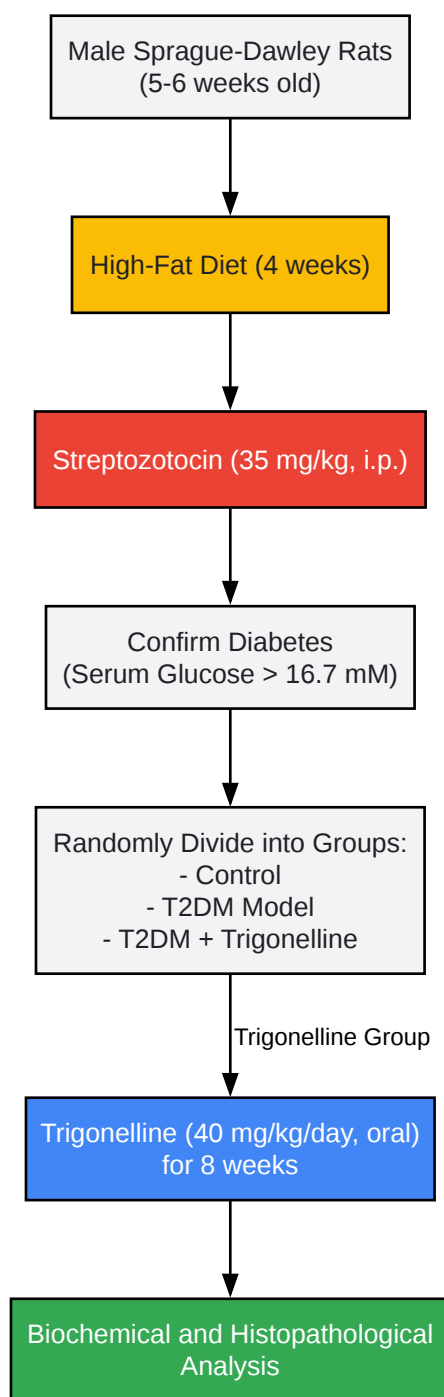 Male Sprague-Dawley Rats
(5-6 weeks old)
High-Fat Diet (4 weeks)
Streptozotocin (35 mg/kg, i.p.)
Confirm Diabetes
(Serum Glucose > 16.7 mM)
Randomly Divide into Groups:
- Control
- T2DM Model
- T2DM + Trigonelline
Trigonelline Group
Trigonelline (40 mg/kg/day, oral)
for 8 weeks
Biochemical and Histopathological
Analysis